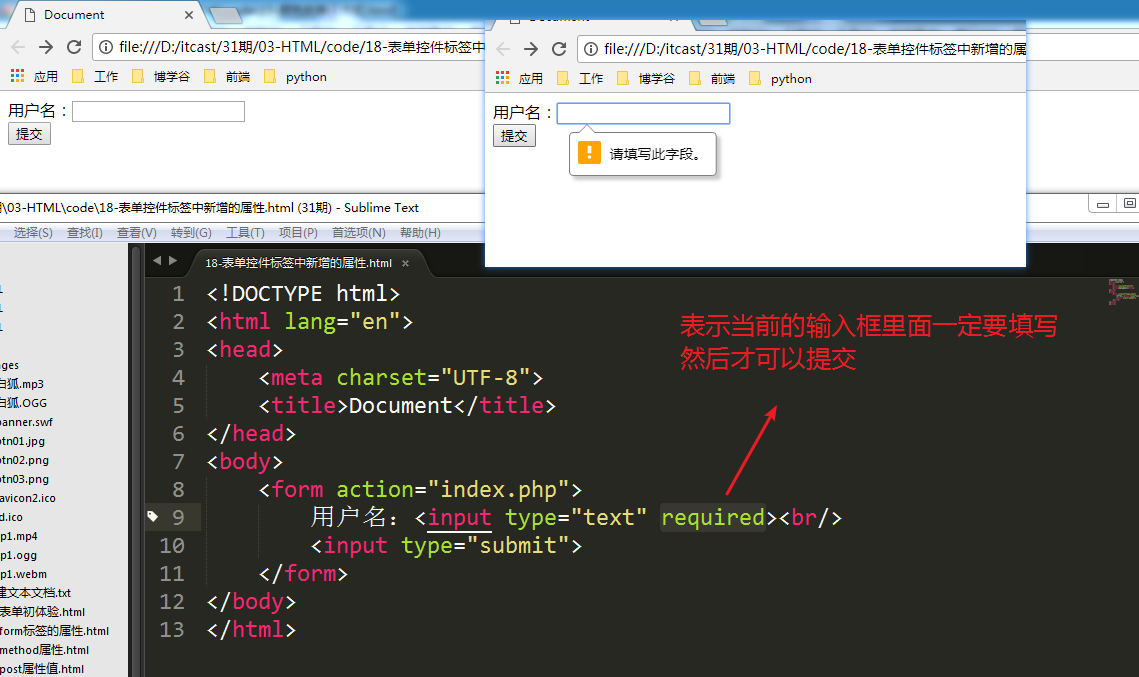 Document
file:///D:/itcast/31期/03-HTML/code/18-表单控件标签中
应用 工作 博学谷 前端 python
用户名：
提交
file:///D:/itcast/31期/03-HTML/code/18-表单控件标签中新增的属
应用 工作 博学谷 前端 python
用户名：
提交
请填写此字段。
\03-HTML\code\18-表单控件标签中新增的属性.html (31期) - Sublime Text
选择(S) 查找(I) 查看(V) 转到(G) 工具(T) 项目(P) 首选项(N) 帮助(H)
18-表单控件标签中新增的属性.html
1 <!DOCTYPE html>
2 <html lang="en">
3 <head>
4 <meta charset="UTF-8">
5 <title>Document</title>
6 </head>
7 <body>
8 <form action="index.php">
9 用户名：<input type="text" required><br/>
10 <input type="submit">
11 </form>
12 </body>
13 </html>
表示当前的输入框里面一定要填写
然后才可以提交
ges
白狐.mp3
白狐.OGG
banner.swf
btn01.jpg
btn02.png
btn03.png
favicon2.ico
d.ico
p1.mp4
p1.ogg
p1.webm
建文本文档.txt
表单初体验.html
form标签的属性.html
method属性.html
post属性值.html